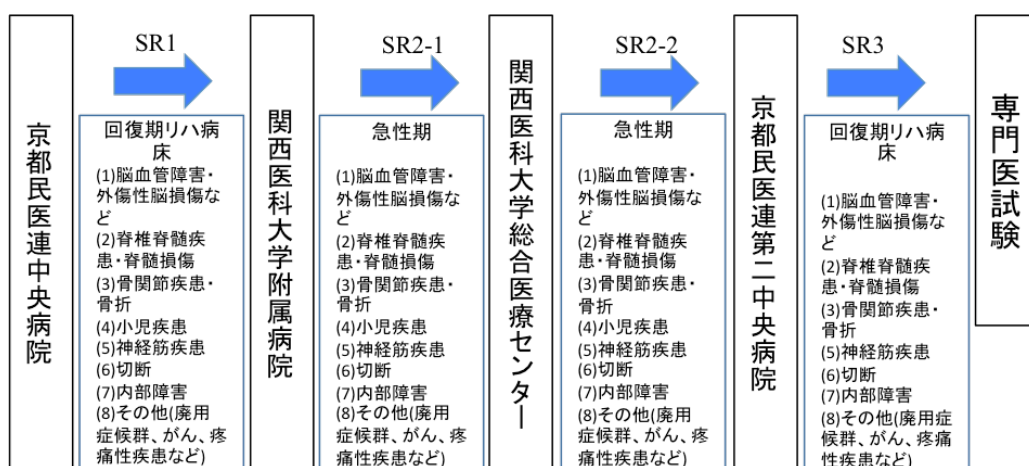 京都民医連中央病院
SR1
回復期リハ病
床
(1)脳血管障害・
外傷性脳損傷な
ど
(2)脊椎脊髄疾
患・脊髄損傷
(3)骨関節疾患・
骨折
(4)小児疾患
(5)神経筋疾患
(6)切断
(7)内部障害
(8)その他(廃用
症候群、がん、疼
痛性疾患など)
関西医科大学附属病院
SR2-1
急性期
(1)脳血管障害・
外傷性脳損傷な
ど
(2)脊椎脊髄疾
患・脊髄損傷
(3)骨関節疾患・
骨折
(4)小児疾患
(5)神経筋疾患
(6)切断
(7)内部障害
(8)その他(廃用
症候群、がん、疼
痛性疾患など)
関西医科大学総合医療センター
SR2-2
急性期
(1)脳血管障害・
外傷性脳損傷な
ど
(2)脊椎脊髄疾
患・脊髄損傷
(3)骨関節疾患・
骨折
(4)小児疾患
(5)神経筋疾患
(6)切断
(7)内部障害
(8)その他(廃用
症候群、がん、疼
痛性疾患など)
京都民医連第二中央病院
SR3
回復期リハ病
床
(1)脳血管障害・
外傷性脳損傷な
ど
(2)脊椎脊髄疾
患・脊髄損傷
(3)骨関節疾患・
骨折
(5)神経筋疾患
(6)切断
(7)内部障害
(8)その他(廃用症
候群、がん、疼痛
性疾患など)
専門医試験